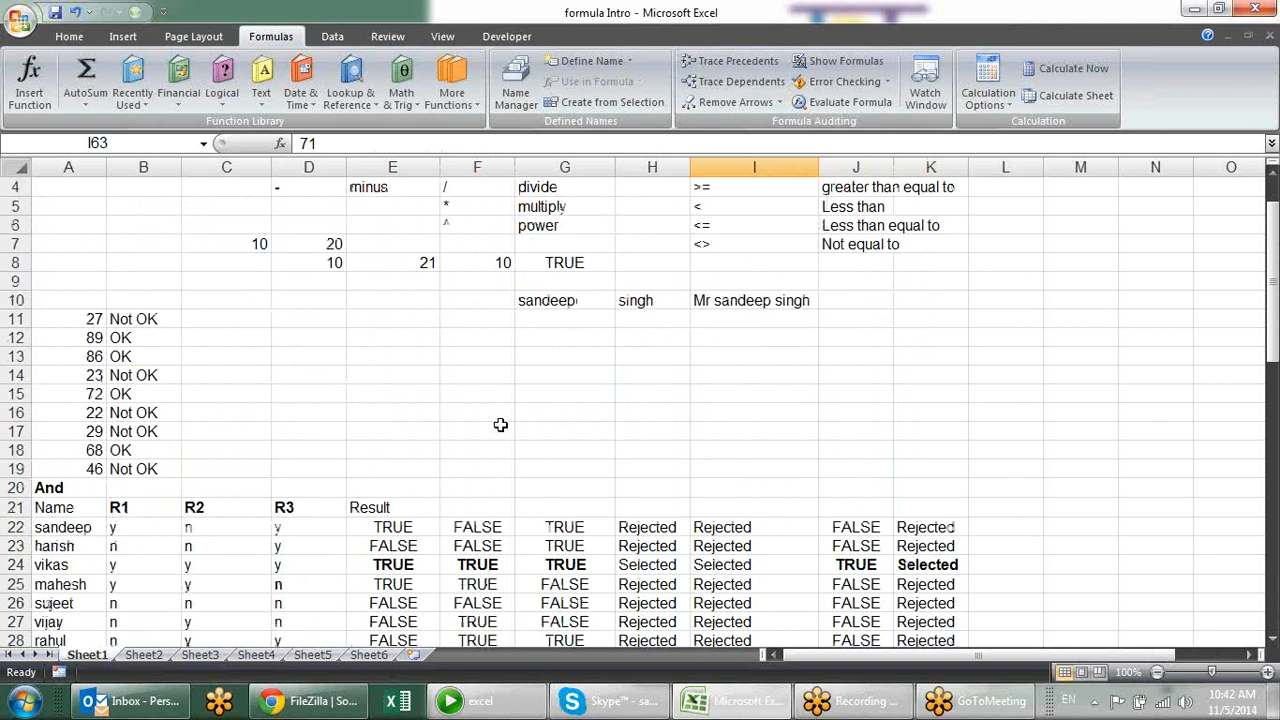 formula Intro - Microsoft Excel
Home Insert Page Layout Formulas Data Review View Developer
Insert Function
AutoSum
Recently Used
Financial
Logical
Text
Date & Time
Lookup & Reference
Math & Trig
More Functions
Function Library
Name Manager
Define Name
Use in Formula
Create from Selection
Defined Names
Trace Precedents
Trace Dependents
Remove Arrows
Show Formulas
Error Checking
Evaluate Formula
Formula Auditing
Watch Window
Calculation Options
Calculate Now
Calculate Sheet
Calculation
I63 fx 71
A B C D E F G H I J K L M N O
4 - minus / divide >= greater than equal to
5 * multiply < Less than
6 ^ power <= Less than equal to
7 10 20 <> Not equal to
8 10 21 10 TRUE
9
10 sandeep singh Mr sandeep singh
11 27 Not OK
12 89 OK
13 86 OK
14 23 Not OK
15 72 OK
16 22 Not OK
17 29 Not OK
18 68 OK
19 46 Not OK
20 And
21 Name R1 R2 R3 Result
22 sandeep y n y TRUE FALSE TRUE Rejected Rejected FALSE Rejected
23 harish n n y FALSE FALSE TRUE Rejected Rejected FALSE Rejected
24 vikas y y y TRUE TRUE TRUE Selected Selected TRUE Selected
25 mahesh y y n TRUE TRUE FALSE Rejected Rejected FALSE Rejected
26 sujeet n n n FALSE FALSE FALSE Rejected Rejected FALSE Rejected
27 vijay n y n FALSE TRUE FALSE Rejected Rejected FALSE Rejected
28 rahul n y y FALSE TRUE TRUE Rejected Rejected FALSE Rejected
Sheet1 Sheet2 Sheet3 Sheet4 Sheet5 Sheet6
Ready 100%
Inbox - Pers... FileZilla | So... excel Skype™ - sa... Microsoft Exc... Recording ... GoToMeeting EN 10:42 AM
11/5/2014